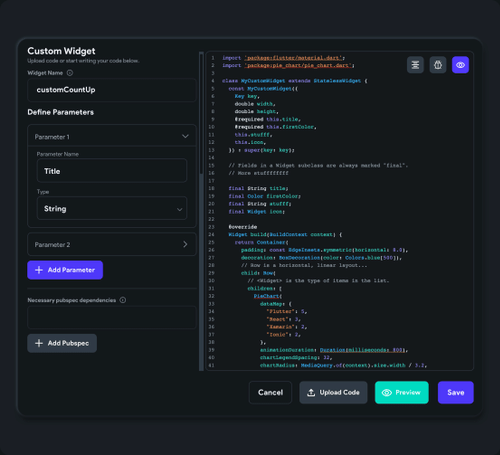 Custom Widget
Upload code or start writing your code below.
Widget Name
customCountUp
Define Parameters
Parameter 1
Parameter Name
Title
Type
String
Parameter 2
+ Add Parameter
Necessary pubspec dependencies
+ Add Pubspec
1
2 import 'package:flutter/material.dart';
3 import 'package:pie_chart/pie_chart.dart';
4
5 class MyCustomWidget extends StatelessWidget {
6 const MyCustomWidget({
7 Key key,
8 double width,
9 double height,
10 @required this.title,
11 @required this.firstColor,
12 this.stufff,
13 this.icon,
14 }) : super(key: key);
15
16 // Fields in a Widget subclass are always marked "final".
17 // More stufffffff
18
19 final String title;
20 final Color firstColor;
21 final String stufff;
22 final Widget icon;
23
24 @override
25 Widget build(BuildContext context) {
26 return Container(
27 padding: const EdgeInsets.symmetric(horizontal: 8.0),
28 decoration: BoxDecoration(color: Colors.blue[500]),
29 // Row is a horizontal, linear layout...
30 child: Row(
31 // <Widget> is the type of items in the list.
32 children: [
33 PieChart(
34 dataMap: {
35 "Flutter": 5,
36 "React": 3,
37 "Xamarin": 2,
38 "Ionic": 2,
39 },
40 animationDuration: Duration(milliseconds: 800),
chartLegendSpacing: 32,
41 chartRadius: MediaQuery.of(context).size.width / 3.2,
Cancel
Upload Code
Preview
Save